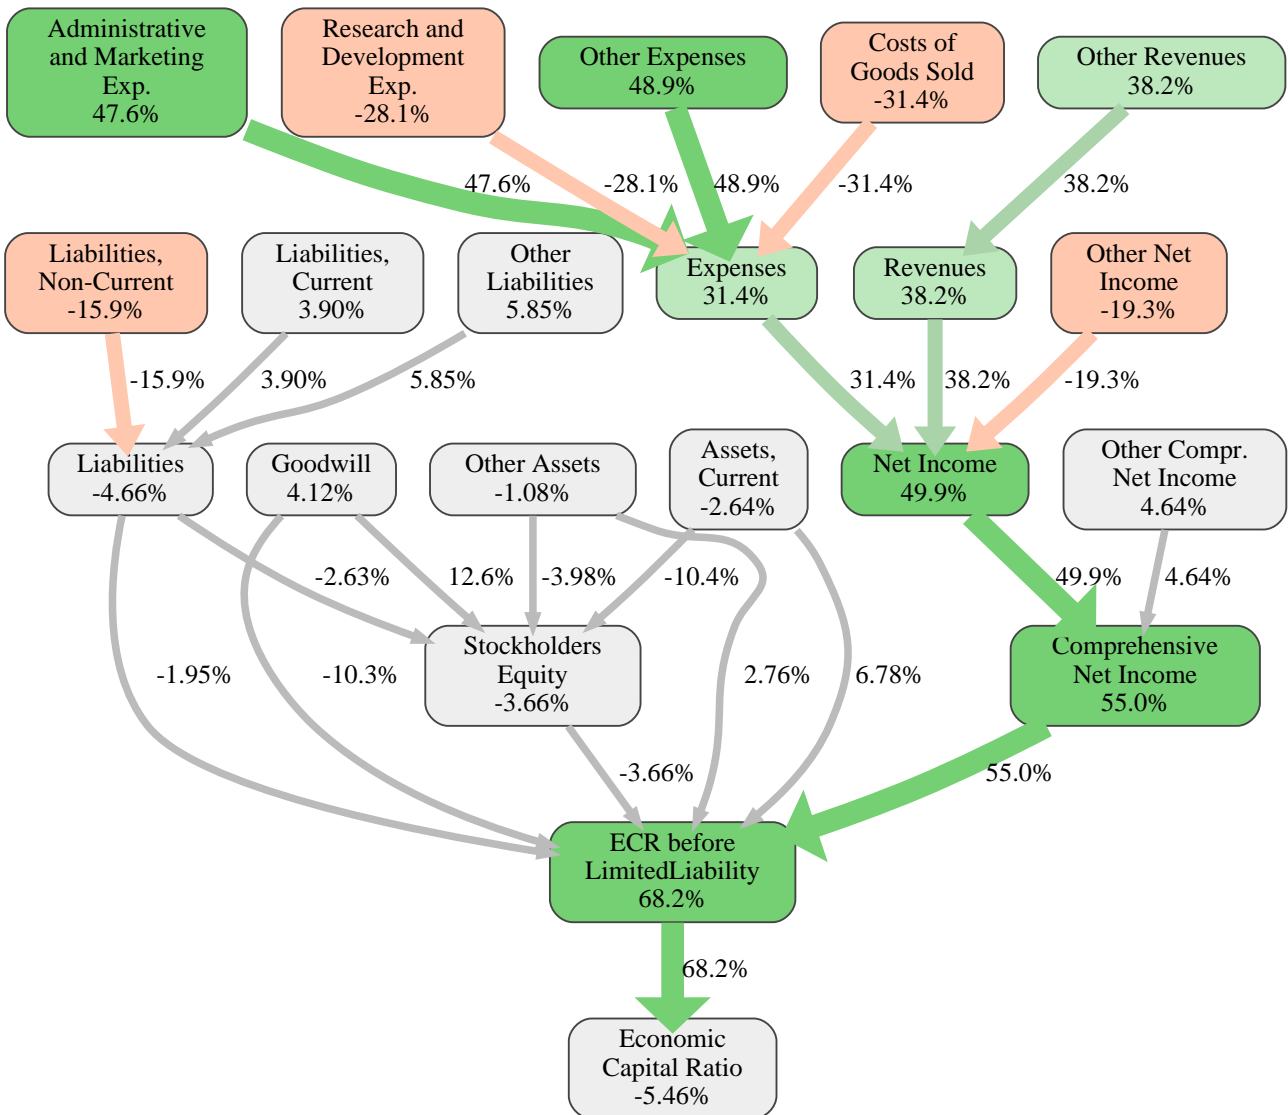 Administrative
and Marketing
Exp.
47.6%
Research and
Development
Exp.
-28.1%
Other Expenses
48.9%
Costs of
Goods Sold
-31.4%
Other Revenues
38.2%
47.6%
-28.1%
48.9%
-31.4%
38.2%
Liabilities,
Non-Current
-15.9%
Liabilities,
Current
3.90%
Other
Liabilities
5.85%
Expenses
31.4%
Revenues
38.2%
Other Net
Income
-19.3%
-15.9%
3.90%
5.85%
31.4%
38.2%
-19.3%
Liabilities
-4.66%
Goodwill
4.12%
Other Assets
-1.08%
Assets,
Current
-2.64%
Net Income
49.9%
Other Compr.
Net Income
4.64%
-2.63%
12.6%
-3.98%
-10.4%
49.9%
4.64%
Stockholders
Equity
-3.66%
Comprehensive
Net Income
55.0%
-1.95%
-10.3%
2.76%
6.78%
-3.66%
55.0%
ECR before
LimitedLiability
68.2%
68.2%
Economic
Capital Ratio
-5.46%